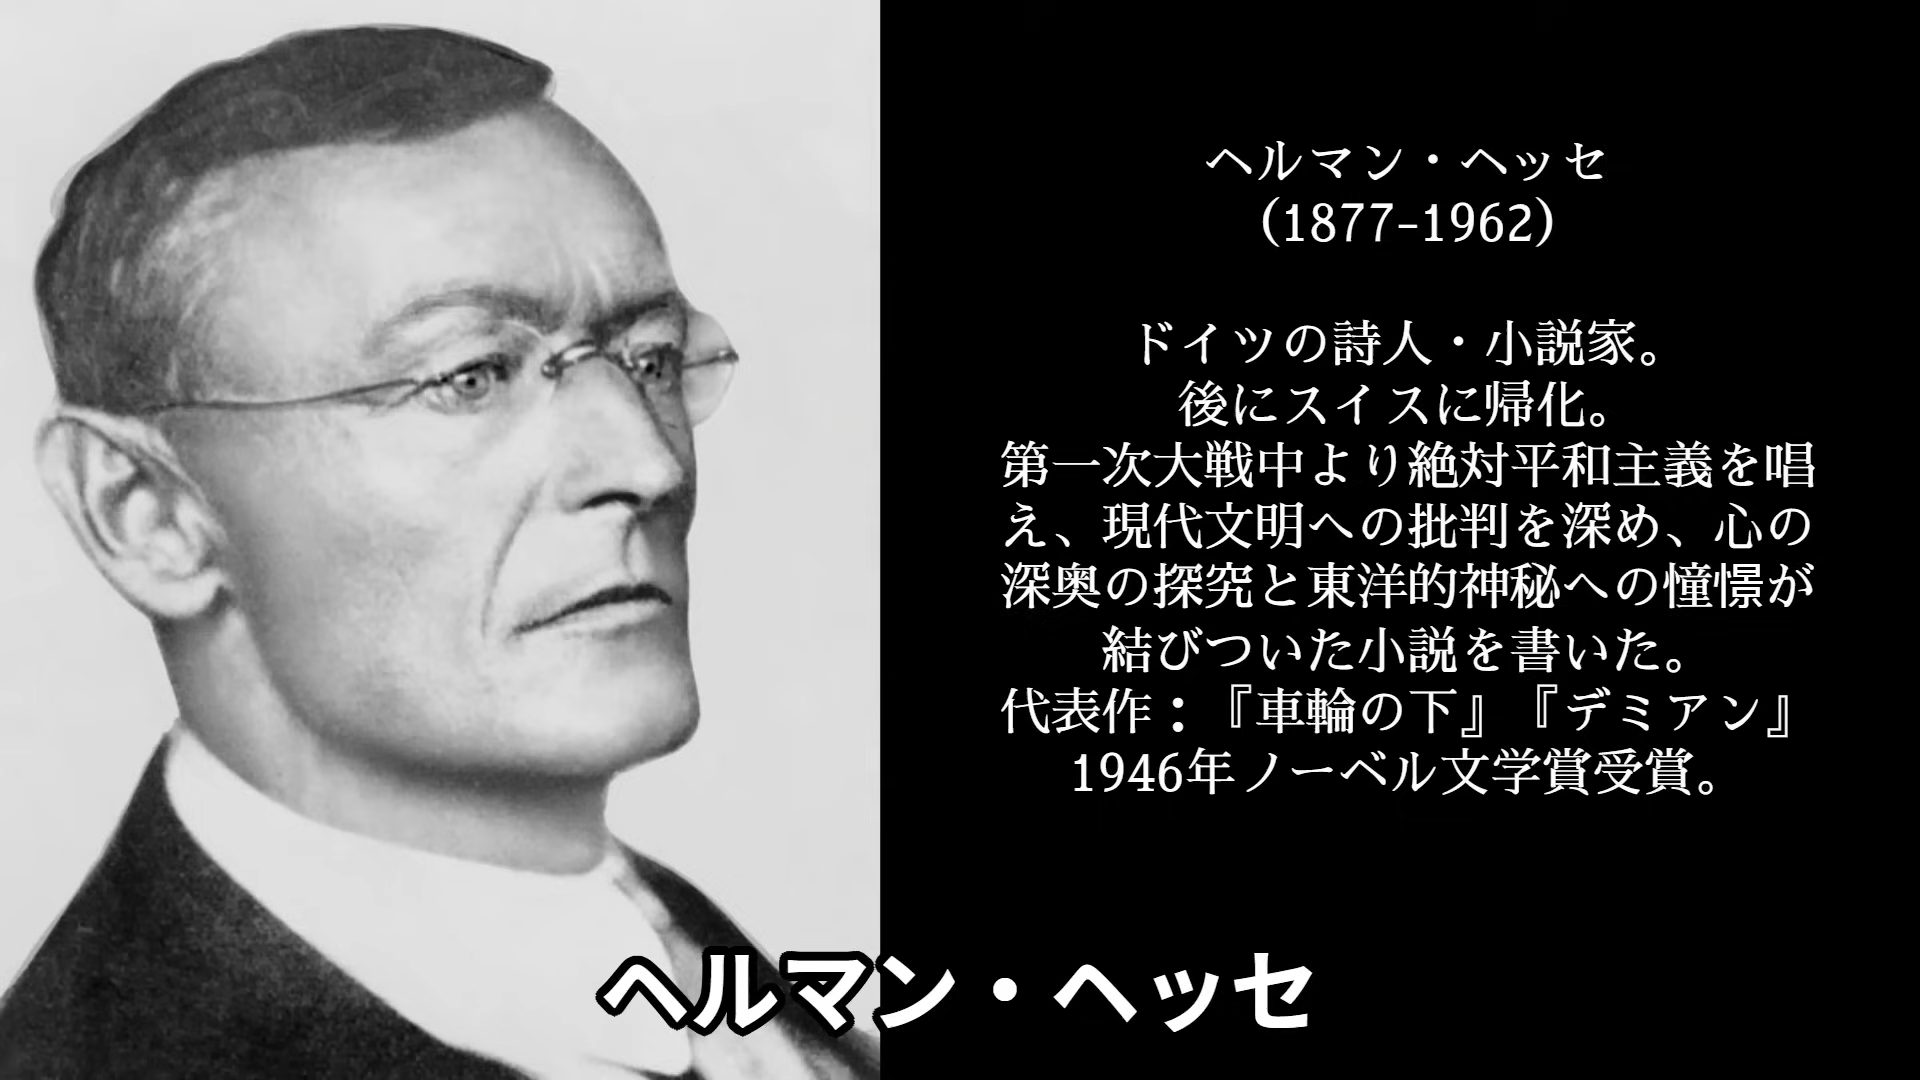 ヘルマン・ヘッセ
(1877-1962)
ドイツの詩人・小説家。
後にスイスに帰化。
第一次大戦中より絶対平和主義を唱
え、現代文明への批判を深め、心の
深奥の探究と東洋的神秘への憧憬が
結びついた小説を書いた。
代表作：『車輪の下』『デミアン』
1946年ノーベル文学賞受賞。
ヘルマン・ヘッセ